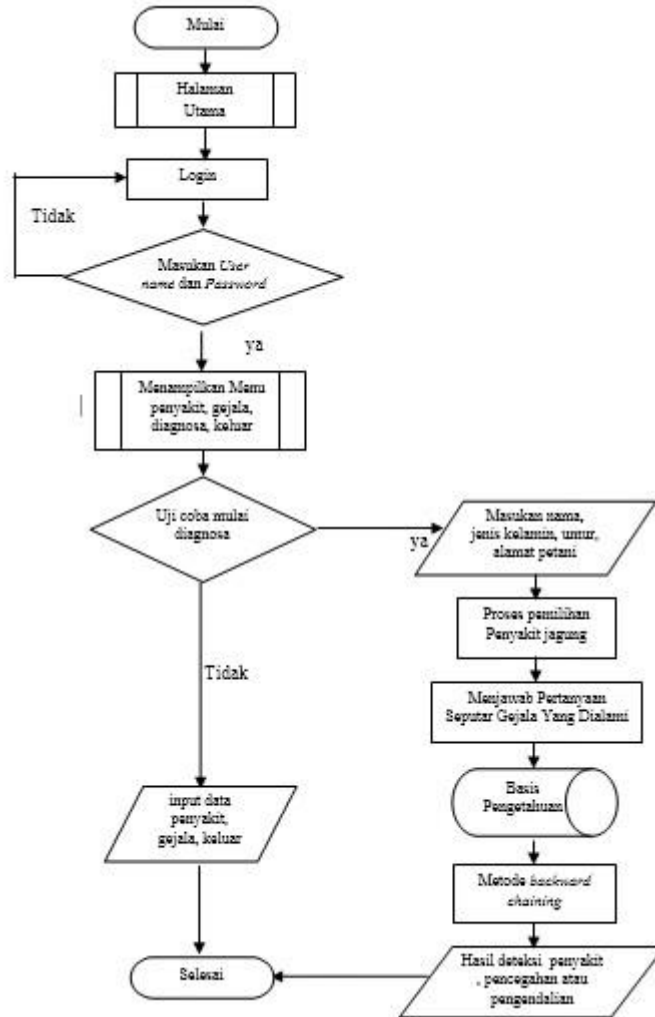 Mulai
Halaman
Utama
Login
Tidak
Masukan User
name dan Password
ya
Menampilkan Menu
penyakit, gejala,
diagnosa, keluar
Uji coba mulai
diagnosa
ya
Masukan nama,
jenis kelamin, umur,
alamat petani
Proses pemilihan
Penyakit jagung
Menjawab Pertanyaan
Seputar Gejala Yang Dialami
Basis
Pengetahuan
Metode backward
chaining
Hasil deteksi penyakit
, pencegahan atau
pengendalian
Tidak
input data
penyakit,
gejala, keluar
Selesai